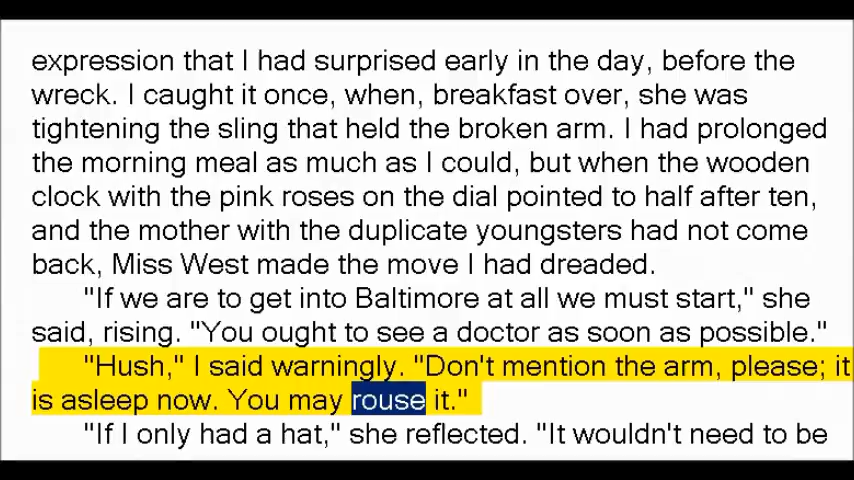 expression that I had surprised early in the day, before the
wreck. I caught it once, when, breakfast over, she was
tightening the sling that held the broken arm. I had prolonged
the morning meal as much as I could, but when the wooden
clock with the pink roses on the dial pointed to half after ten,
and the mother with the duplicate youngsters had not come
back, Miss West made the move I had dreaded.
"If we are to get into Baltimore at all we must start," she
said, rising. "You ought to see a doctor as soon as possible."
"Hush," I said warningly. "Don't mention the arm, please; it
is asleep now. You may rouse it."
"If I only had a hat," she reflected. "It wouldn't need to be